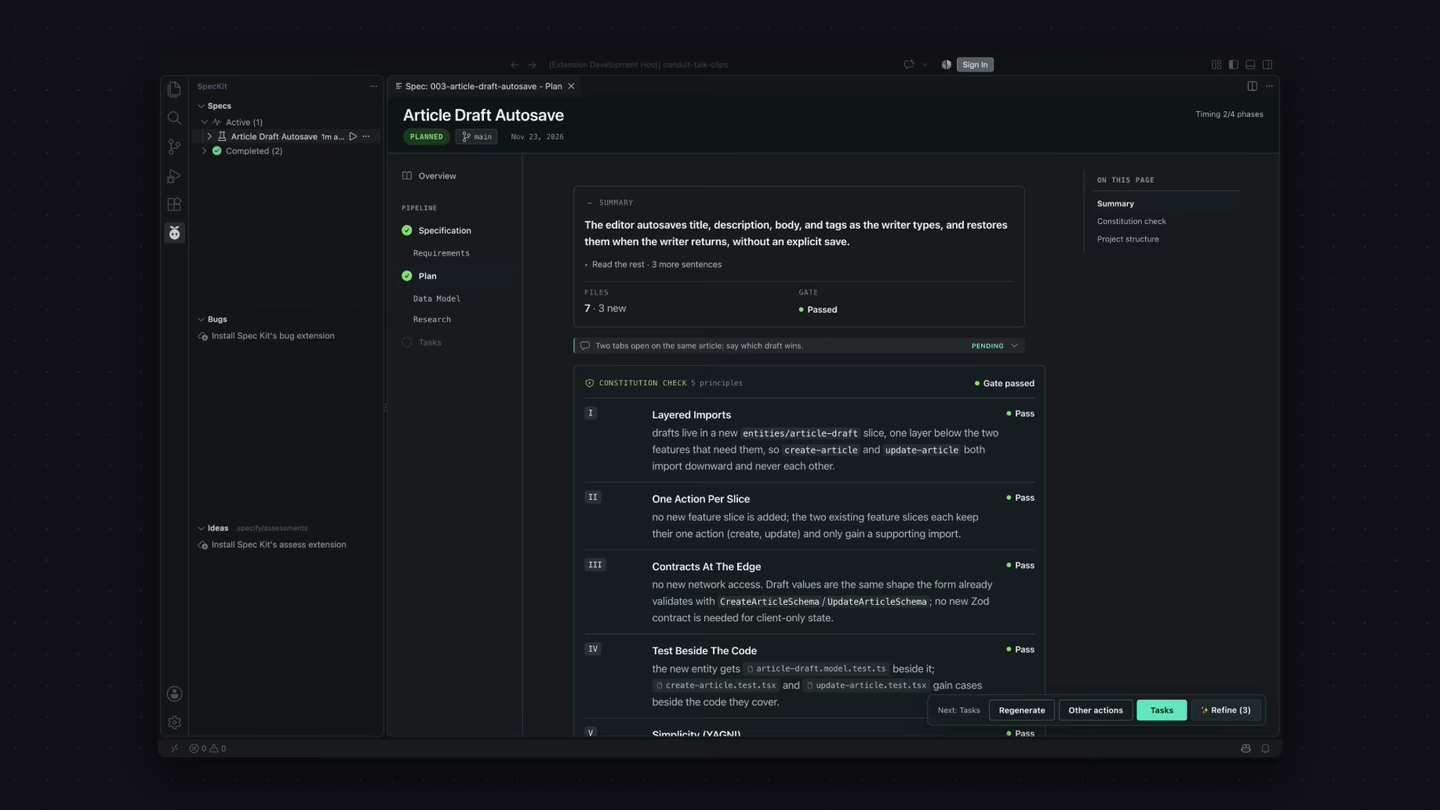 [Extension Development Host] conduit-talk-clips
Sign In
SpecKit
Specs
Active (1)
Article Draft Autosave 1m a...
Completed (2)
Bugs
Install Spec Kit's bug extension
Ideas specify/assessments
Install Spec Kit's assess extension
0 0
Spec: 003-article-draft-autosave - Plan
Article Draft Autosave
PLANNED main Nov 23, 2026
Timing 2/4 phases
Overview
PIPELINE
Specification
Requirements
Plan
Data Model
Research
Tasks
SUMMARY
The editor autosaves title, description, body, and tags as the writer types, and restores
them when the writer returns, without an explicit save.
Read the rest · 3 more sentences
FILES
7 · 3 new
GATE
Passed
Two tabs open on the same article: say which draft wins.
PENDING
CONSTITUTION CHECK 5 principles
Gate passed
I
Layered Imports
Pass
drafts live in a new entities/article-draft slice, one layer below the two
features that need them, so create-article and update-article both
import downward and never each other.
II
One Action Per Slice
Pass
no new feature slice is added; the two existing feature slices each keep
their one action (create, update) and only gain a supporting import.
III
Contracts At The Edge
Pass
no new network access. Draft values are the same shape the form already
validates with CreateArticleSchema/UpdateArticleSchema; no new Zod
contract is needed for client-only state.
IV
Test Beside The Code
Pass
the new entity gets article-draft.model.test.ts beside it;
create-article.test.tsx and update-article.test.tsx gain cases
beside the code they cover.
V
Simplicity (YAGNI)
Pass
ON THIS PAGE
Summary
Constitution check
Project structure
Next: Tasks
Regenerate
Other actions
Tasks
Refine (3)